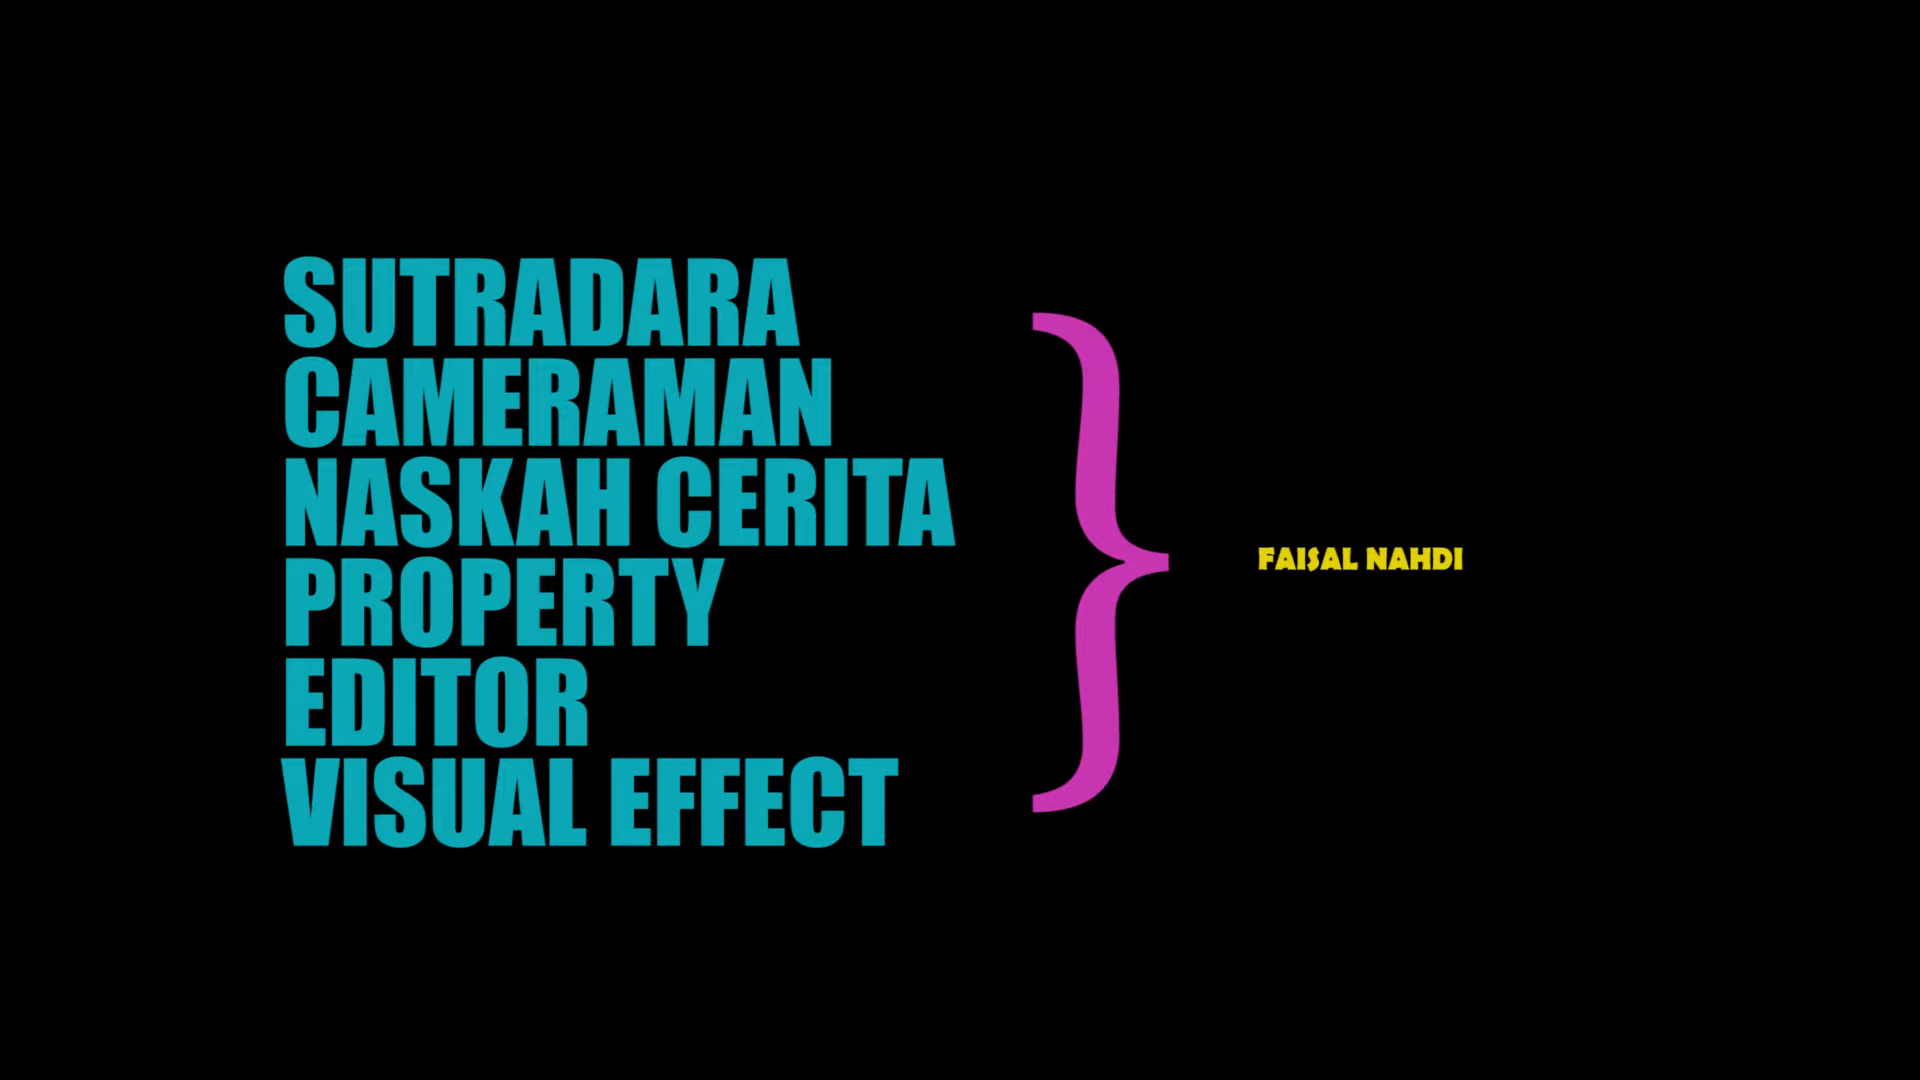 SUTRADARA
CAMERAMAN
NASKAH CERITA
PROPERTY
EDITOR
VISUAL EFFECT
}
FAISAL NAHDI